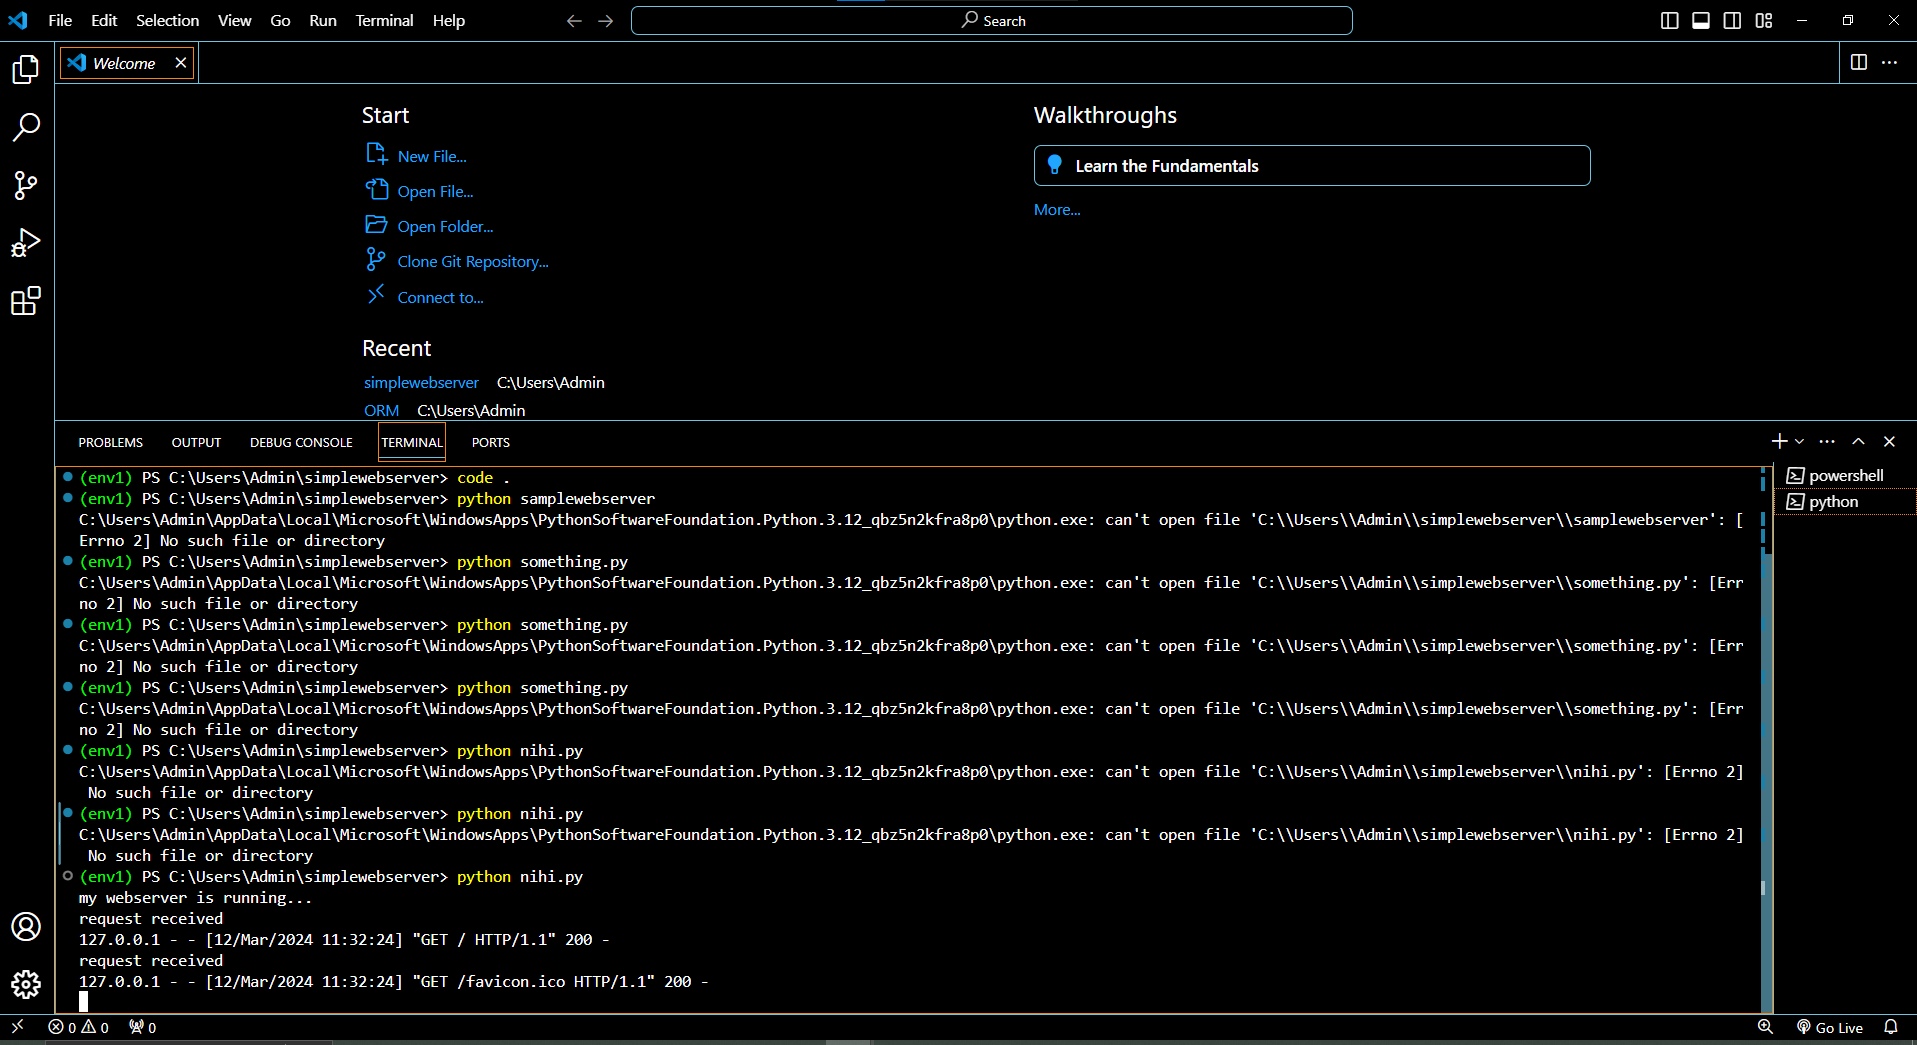 File Edit Selection View Go Run Terminal Help
Search
Welcome
Start
New File...
Open File...
Open Folder...
Clone Git Repository...
Connect to...
Recent
simplewebserver C:\Users\Admin
ORM C:\Users\Admin
Walkthroughs
Learn the Fundamentals
More...
PROBLEMS OUTPUT DEBUG CONSOLE TERMINAL PORTS
(env1) PS C:\Users\Admin\simplewebserver> code .
(env1) PS C:\Users\Admin\simplewebserver> python samplewebserver
C:\Users\Admin\AppData\Local\Microsoft\WindowsApps\PythonSoftwareFoundation.Python.3.12_qbz5n2kfra8p0\python.exe: can't open file 'C:\\Users\\Admin\\simplewebserver\\samplewebserver': [
Errno 2] No such file or directory
(env1) PS C:\Users\Admin\simplewebserver> python something.py
C:\Users\Admin\AppData\Local\Microsoft\WindowsApps\PythonSoftwareFoundation.Python.3.12_qbz5n2kfra8p0\python.exe: can't open file 'C:\\Users\\Admin\\simplewebserver\\something.py': [Err
no 2] No such file or directory
(env1) PS C:\Users\Admin\simplewebserver> python something.py
C:\Users\Admin\AppData\Local\Microsoft\WindowsApps\PythonSoftwareFoundation.Python.3.12_qbz5n2kfra8p0\python.exe: can't open file 'C:\\Users\\Admin\\simplewebserver\\something.py': [Err
no 2] No such file or directory
(env1) PS C:\Users\Admin\simplewebserver> python something.py
C:\Users\Admin\AppData\Local\Microsoft\WindowsApps\PythonSoftwareFoundation.Python.3.12_qbz5n2kfra8p0\python.exe: can't open file 'C:\\Users\\Admin\\simplewebserver\\something.py': [Err
no 2] No such file or directory
(env1) PS C:\Users\Admin\simplewebserver> python nihi.py
C:\Users\Admin\AppData\Local\Microsoft\WindowsApps\PythonSoftwareFoundation.Python.3.12_qbz5n2kfra8p0\python.exe: can't open file 'C:\\Users\\Admin\\simplewebserver\\nihi.py': [Errno 2]
No such file or directory
(env1) PS C:\Users\Admin\simplewebserver> python nihi.py
C:\Users\Admin\AppData\Local\Microsoft\WindowsApps\PythonSoftwareFoundation.Python.3.12_qbz5n2kfra8p0\python.exe: can't open file 'C:\\Users\\Admin\\simplewebserver\\nihi.py': [Errno 2]
No such file or directory
(env1) PS C:\Users\Admin\simplewebserver> python nihi.py
my webserver is running...
request received
127.0.0.1 - - [12/Mar/2024 11:32:24] "GET / HTTP/1.1" 200 -
request received
127.0.0.1 - - [12/Mar/2024 11:32:24] "GET /favicon.ico HTTP/1.1" 200 -
powershell
python
0 0 0
Go Live